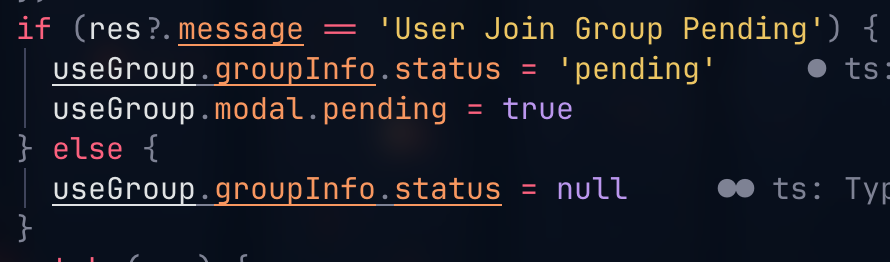 if (res?.message == 'User Join Group Pending') {
useGroup.groupInfo.status = 'pending' ● ts:
useGroup.modal.pending = true
} else {
useGroup.groupInfo.status = null ●● ts: Typ
}